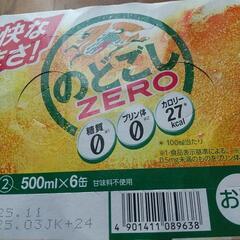 快な
さ!
のどごし
ZERO
糖質
0
プリン体
0
カロリー
27
kcal
※100ml当たり
500ml×6缶
甘味料不使用
お
25.11
25.03JK+24
4 901411 089638